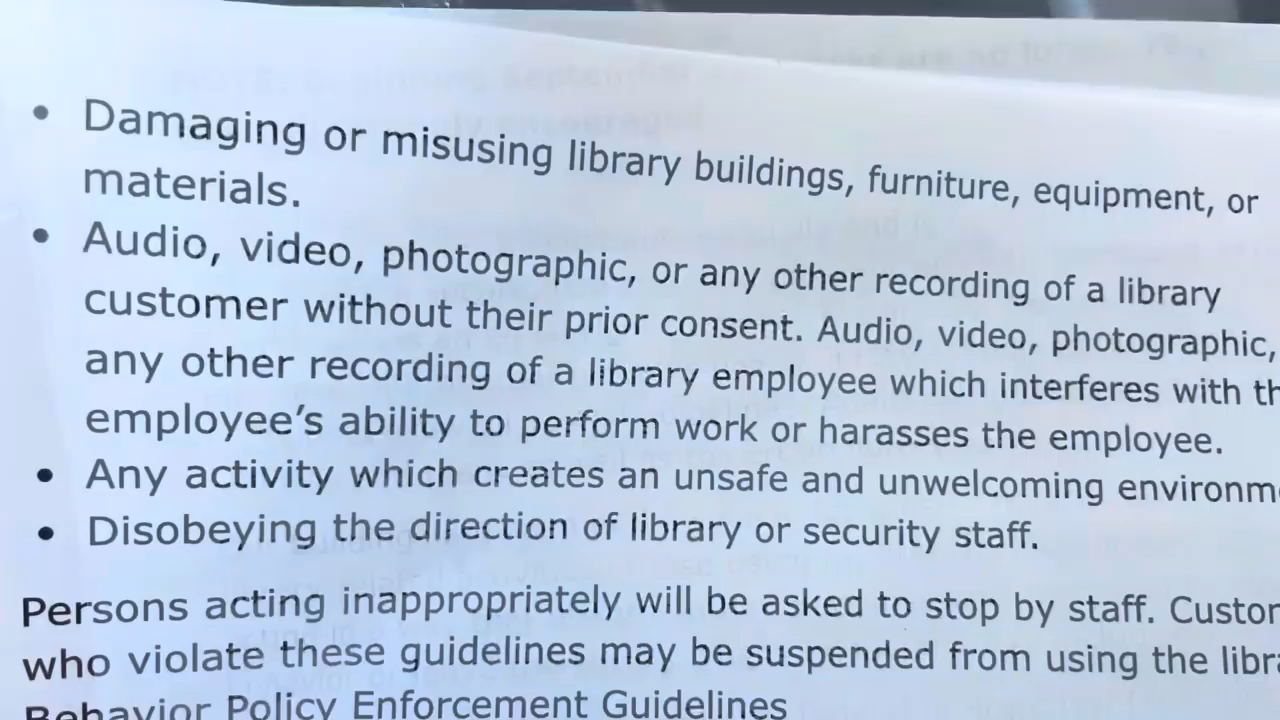 • Damaging or misusing library buildings, furniture, equipment, or
materials.
• Audio, video, photographic, or any other recording of a library
customer without their prior consent. Audio, video, photographic,
any other recording of a library employee which interferes with
employee's ability to perform work or harasses the employee.
• Any activity which creates an unsafe and unwelcoming
• Disobeying the direction of library or security staff.
Persons acting inappropriately will be asked to stop by staff.
who violate these guidelines may be suspended from using the
Behavior Policy Enforcement Guidelines